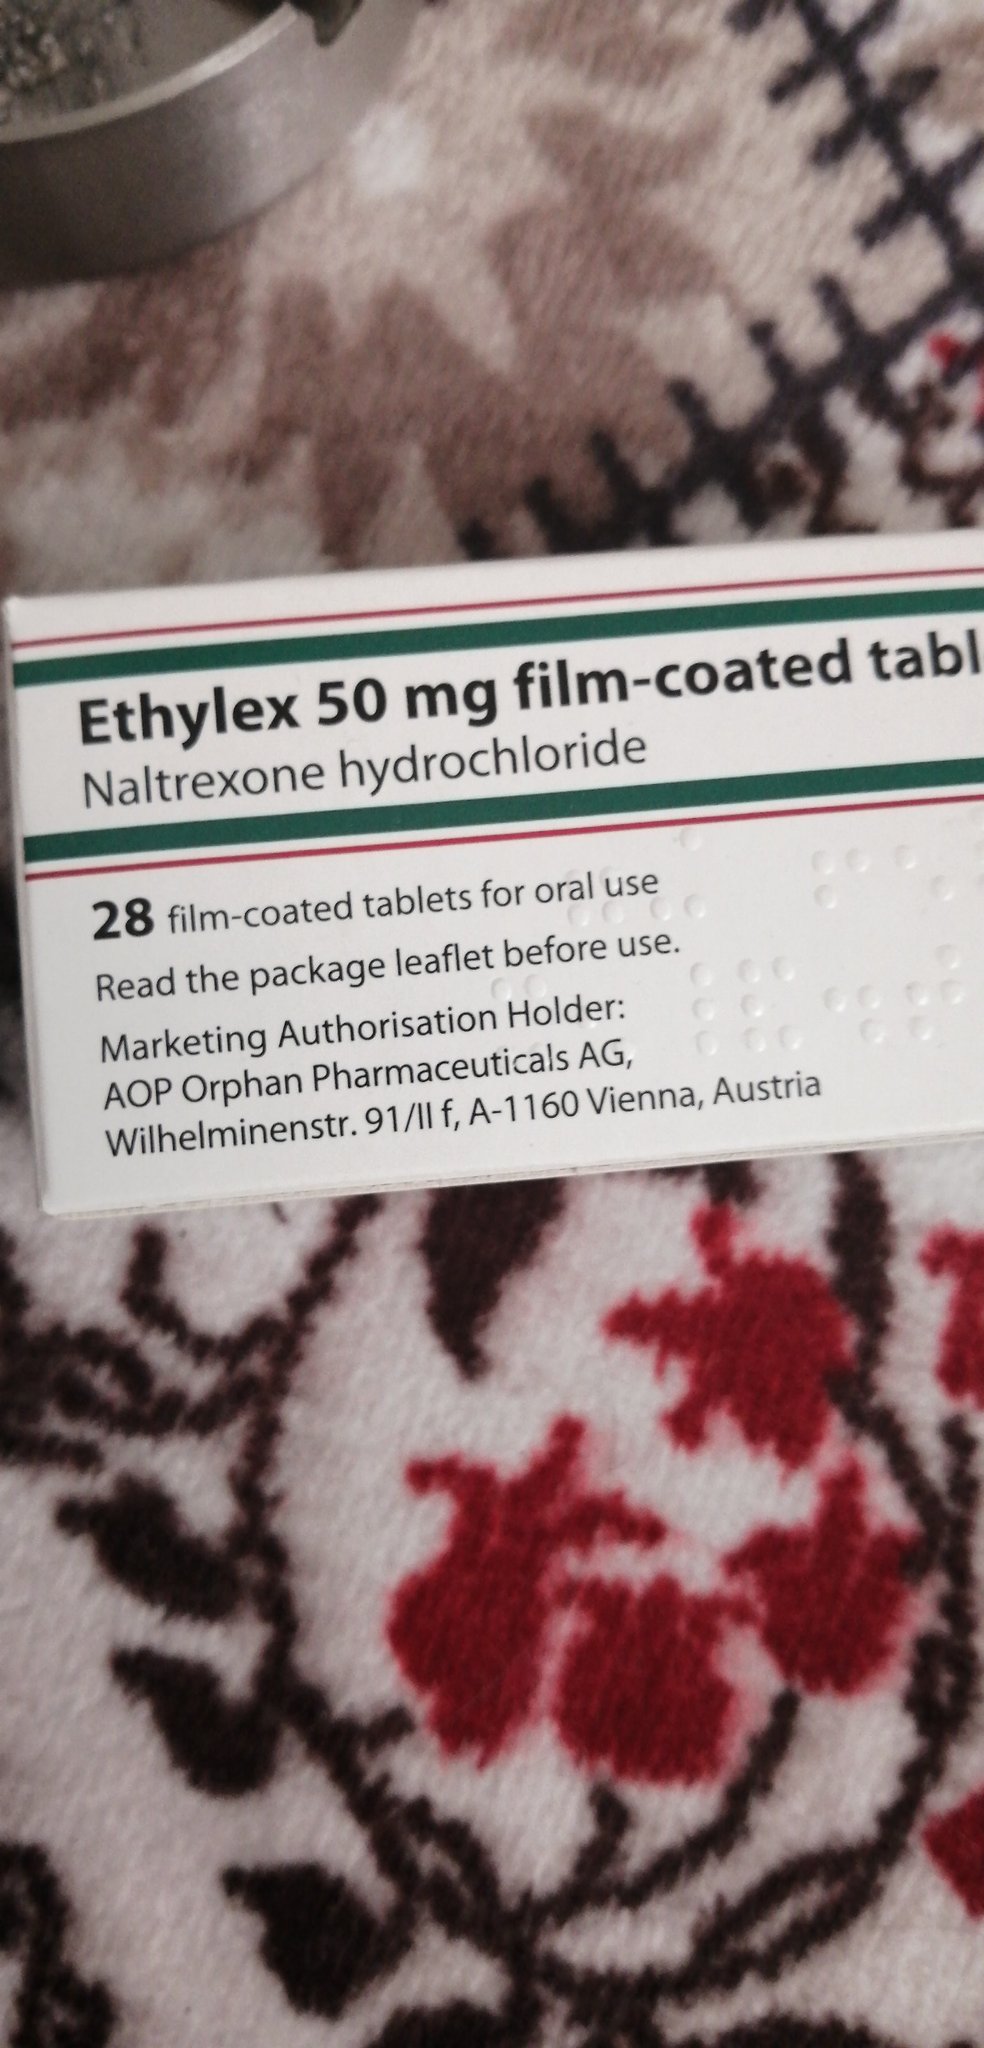 Ethylex 50 mg film-coated tabl
Naltrexone hydrochloride
28 film-coated tablets for oral use
Read the package leaflet before use.
Marketing Authorisation Holder:
AOP Orphan Pharmaceuticals AG,
Wilhelminenstr. 91/II f, A-1160 Vienna, Austria